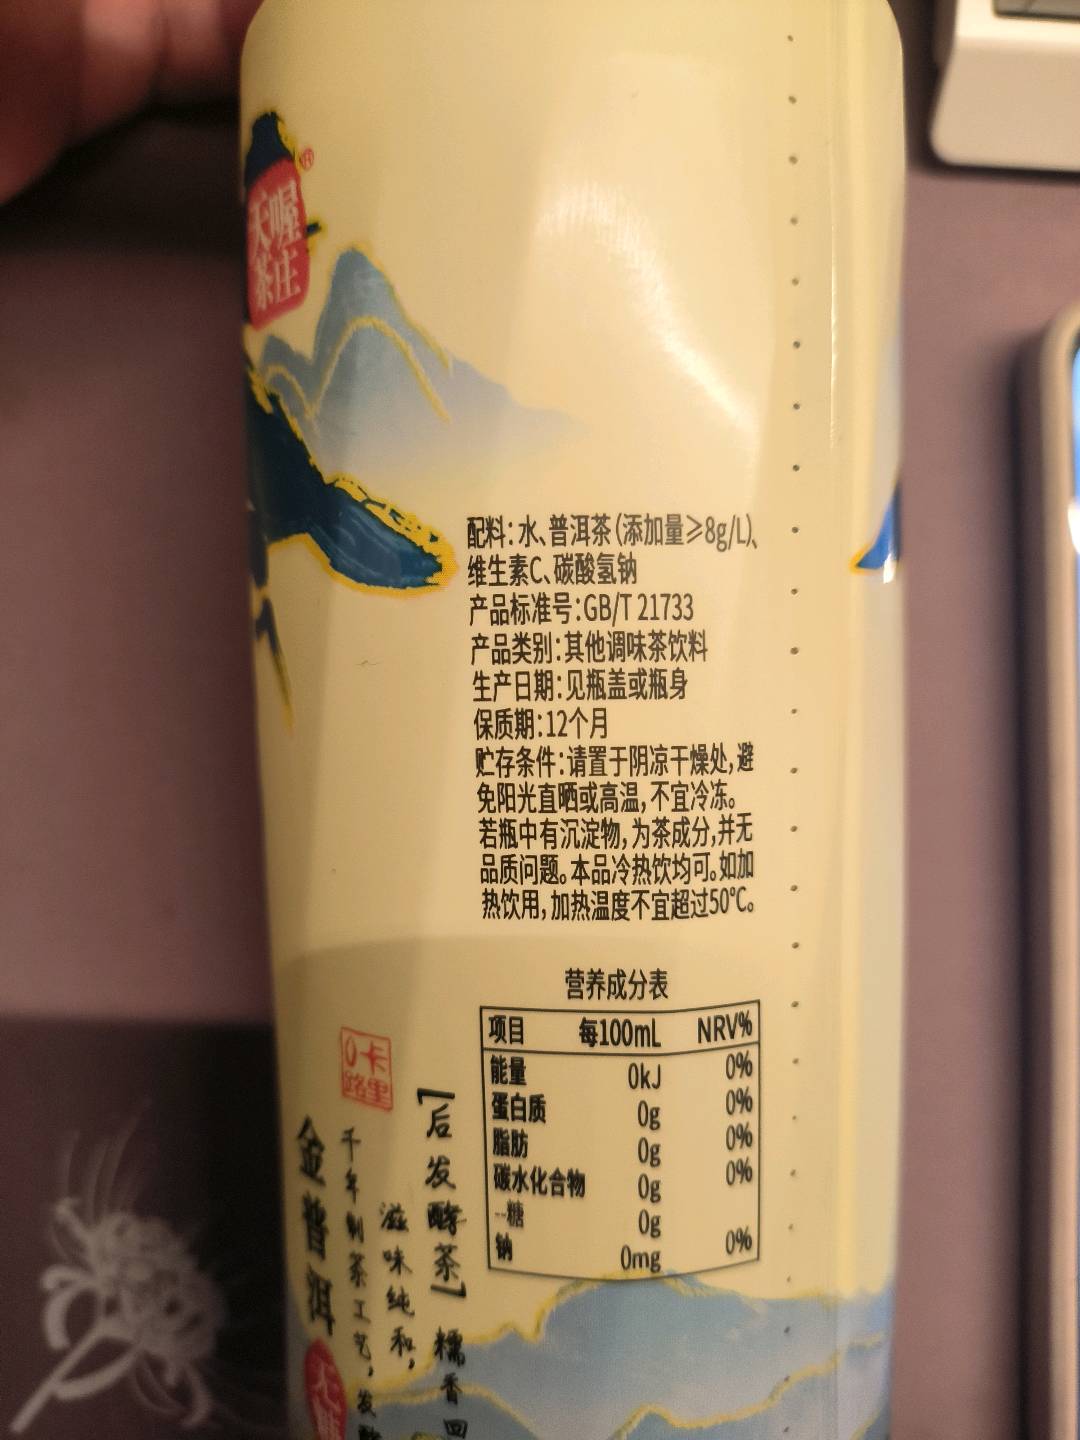 天喔
茶庄
配料:水、普洱茶(添加量≥8g/L)、
维生素C、碳酸氢钠
产品标准号:GB/T 21733
产品类别:其他调味茶饮料
生产日期:见瓶盖或瓶身
保质期:12个月
贮存条件:请置于阴凉干燥处,避
免阳光直晒或高温,不宜冷冻。
若瓶中有沉淀物,为茶成分,并无
品质问题。本品冷热饮均可。如加
热饮用,加热温度不宜超过50℃。
营养成分表
项目 每100mL NRV%
能量 0kJ 0%
蛋白质 0g 0%
脂肪 0g 0%
碳水化合物 0g 0%
--糖 0g
钠 0mg 0%
0卡
路里
【后发酵茶】糯香回
滋味纯和,
千年制茶工艺,发酵
金普洱
无糖